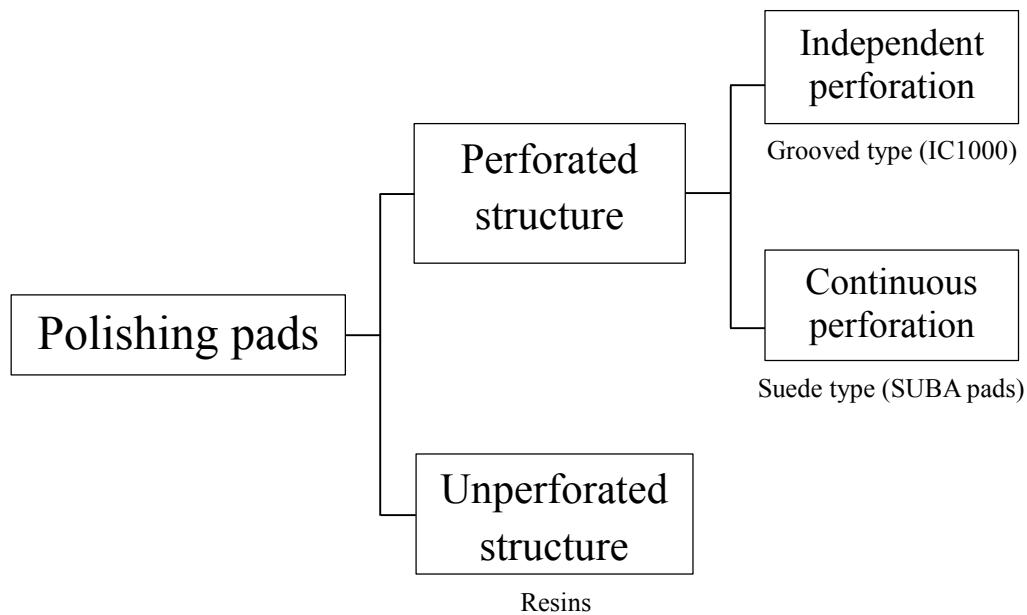 Polishing pads
Perforated
structure
Unperforated
structure
Resins
Independent
perforation
Grooved type (IC1000)
Continuous
perforation
Suede type (SUBA pads)